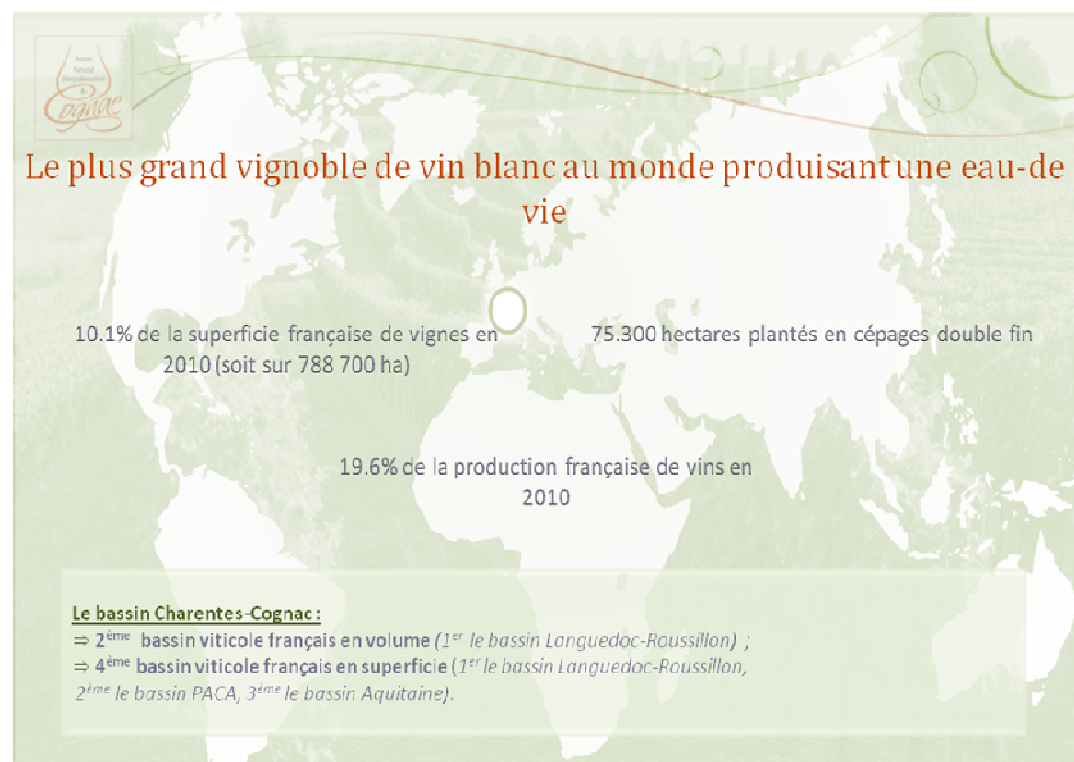 Bureau
National
Cognac
Le plus grand vignoble de vin blanc au monde produisant une eau-de
vie
10.1% de la superficie française de vignes en
2010 (soit sur 788 700 ha)
75.300 hectares plantés en cépages double fin
19.6% de la production française de vins en
2010
Le bassin Charentes-Cognac :
⇒ 2ème bassin viticole français en volume (1er le bassin Languedoc-Roussillon) ;
⇒ 4ème bassin viticole français en superficie (1er le bassin Languedoc-Roussillon,
2ème le bassin PACA, 3ème le bassin Aquitaine).